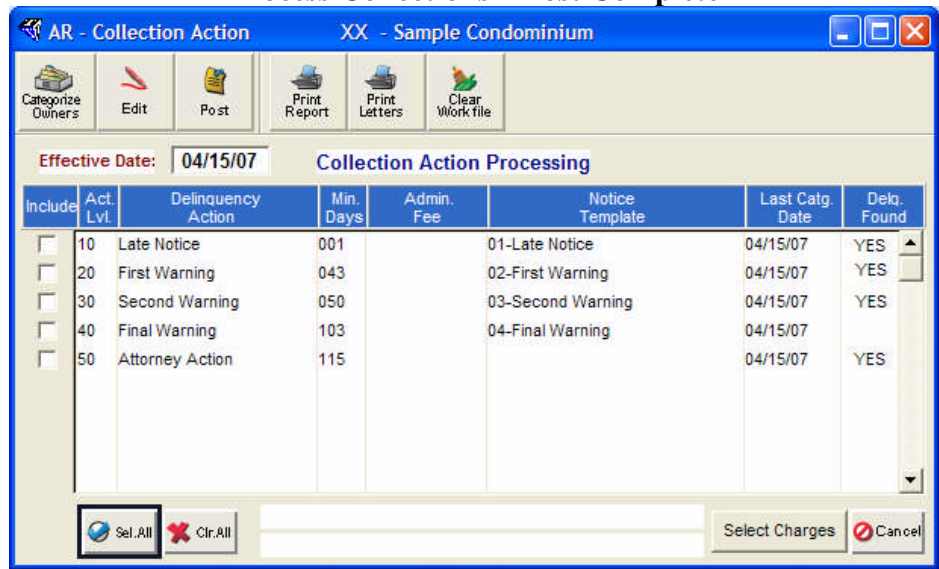 AR - Collection Action XX - Sample Condominium
Categorize Owners Edit Post Print Report Print Letters Clear Work file
Effective Date: 04/15/07 Collection Action Processing
Include Act. Lvl. Delinquency Action Min. Days Admin. Fee Notice Template Last Catg. Date Delq. Found
10 Late Notice 001 01-Late Notice 04/15/07 YES
20 First Warning 043 02-First Warning 04/15/07 YES
30 Second Warning 050 03-Second Warning 04/15/07 YES
40 Final Warning 103 04-Final Warning 04/15/07
50 Attorney Action 115 04/15/07 YES
Sel.All Clr.All Select Charges Cancel